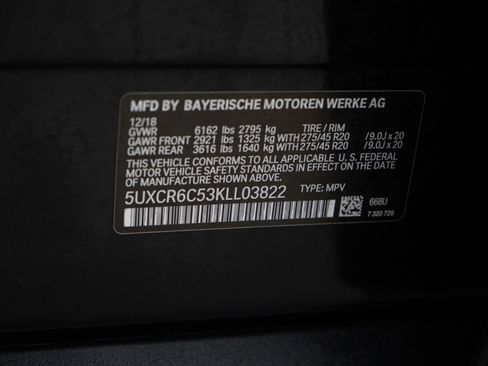 MFD BY BAYERISCHE MOTOREN WERKE AG
12/18
GVWR 6162 lbs 2795 kg TIRE / RIM
GAWR FRONT 2921 lbs 1325 kg WITH 275/45 R20 / 9.0J x 20
GAWR REAR 3616 lbs 1640 kg WITH 275/45 R20 / 9.0J x 20
THIS VEHICLE CONFORMS TO ALL APPLICABLE U. S. FEDERAL
MOTOR VEHICLE SAFETY STANDARDS IN EFFECT ON THE DATE OF
MANUFACTURE SHOWN ABOVE.
5UXCR6C53KLL03822 TYPE: MPV
668U
7 320 729